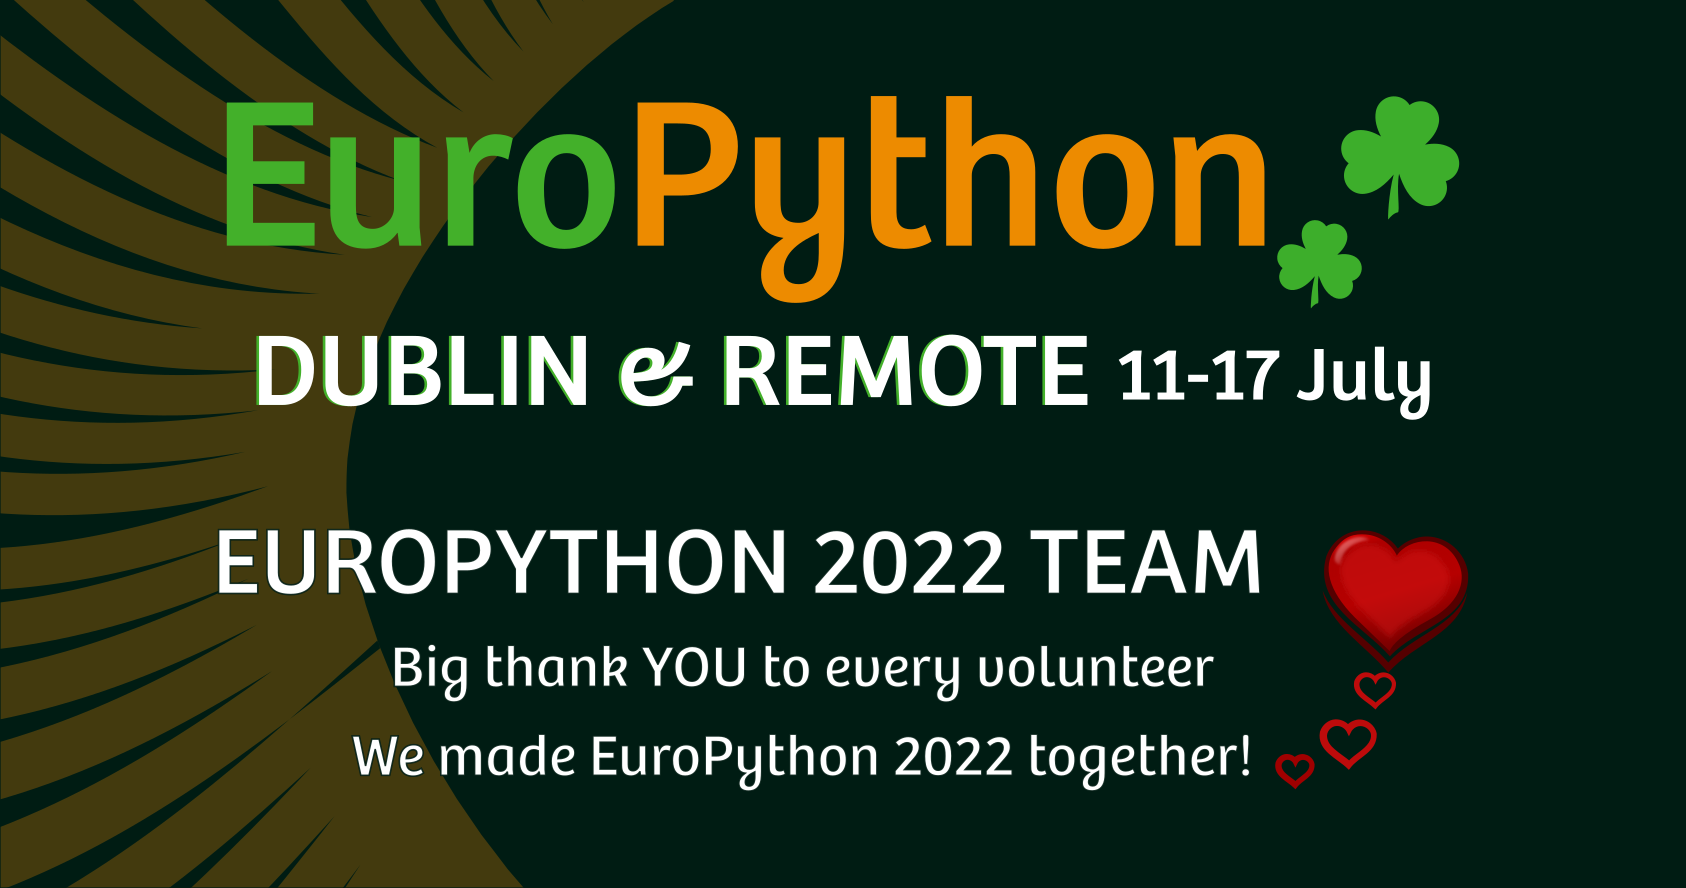 EuroPython
DUBLIN & REMOTE 11-17 July
EUROPYTHON 2022 TEAM
Big thank YOU to every volunteer
We made EuroPython 2022 together!